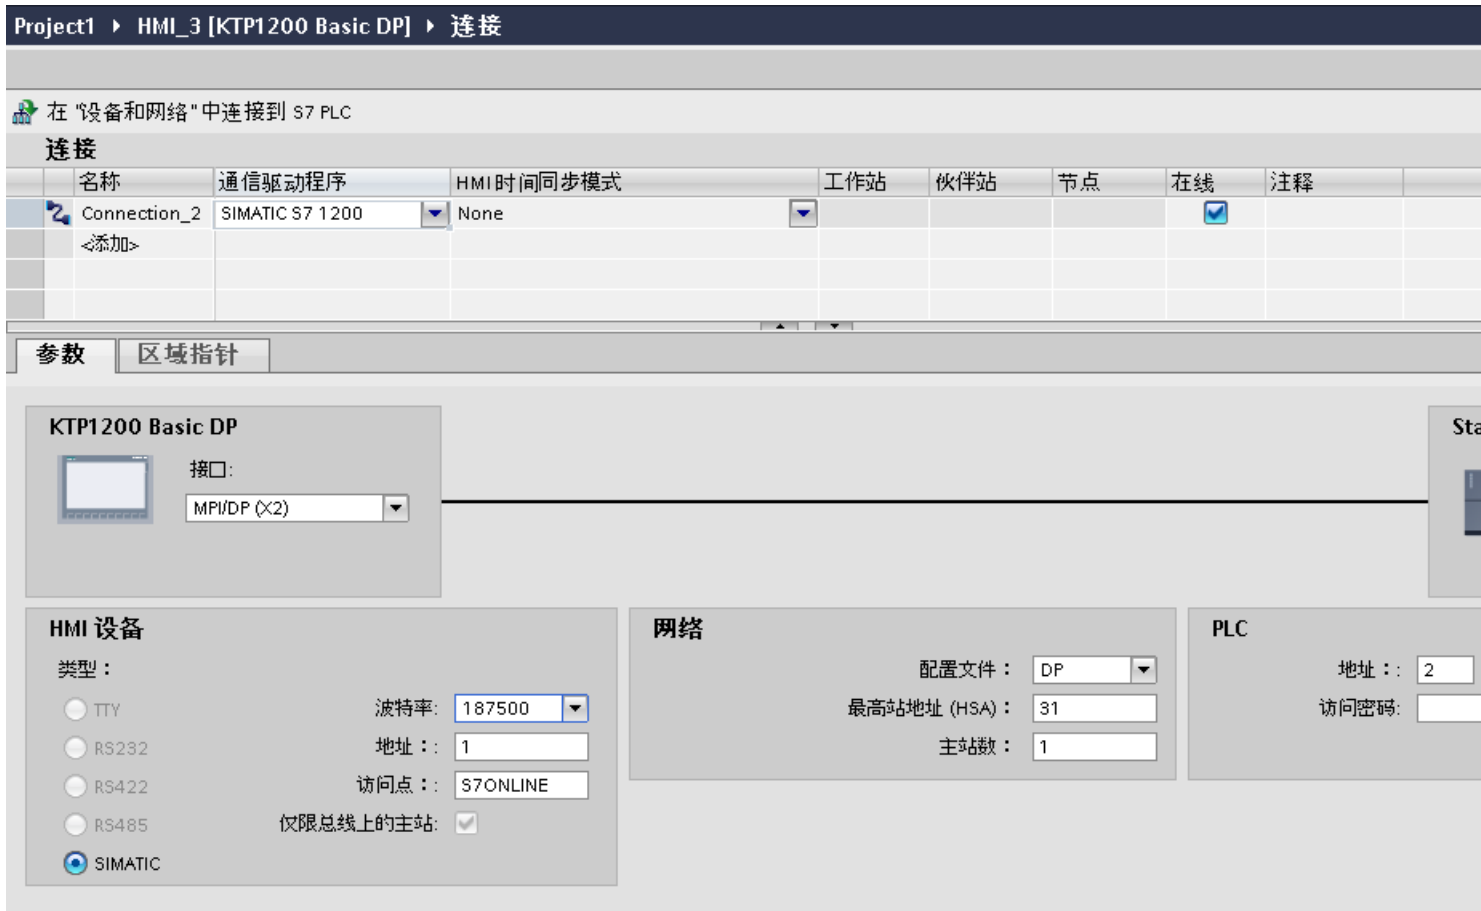 Project1 ▸ HMI_3 [KTP1200 Basic DP] ▸ 连接
在 "设备和网络" 中连接到 S7 PLC
连接
名称 通信驱动程序 HMI时间同步模式 工作站 伙伴站 节点 在线 注释
Connection_2 SIMATIC S7 1200 None
<添加>
参数 区域指针
KTP1200 Basic DP
接口:
MPI/DP (X2)
HMI 设备
类型：
TTY
RS232
RS422
RS485
SIMATIC
波特率: 187500
地址：: 1
访问点：: S7ONLINE
仅限总线上的主站:
网络
配置文件： DP
最高站地址 (HSA)： 31
主站数： 1
PLC
地址：: 2
访问密码: